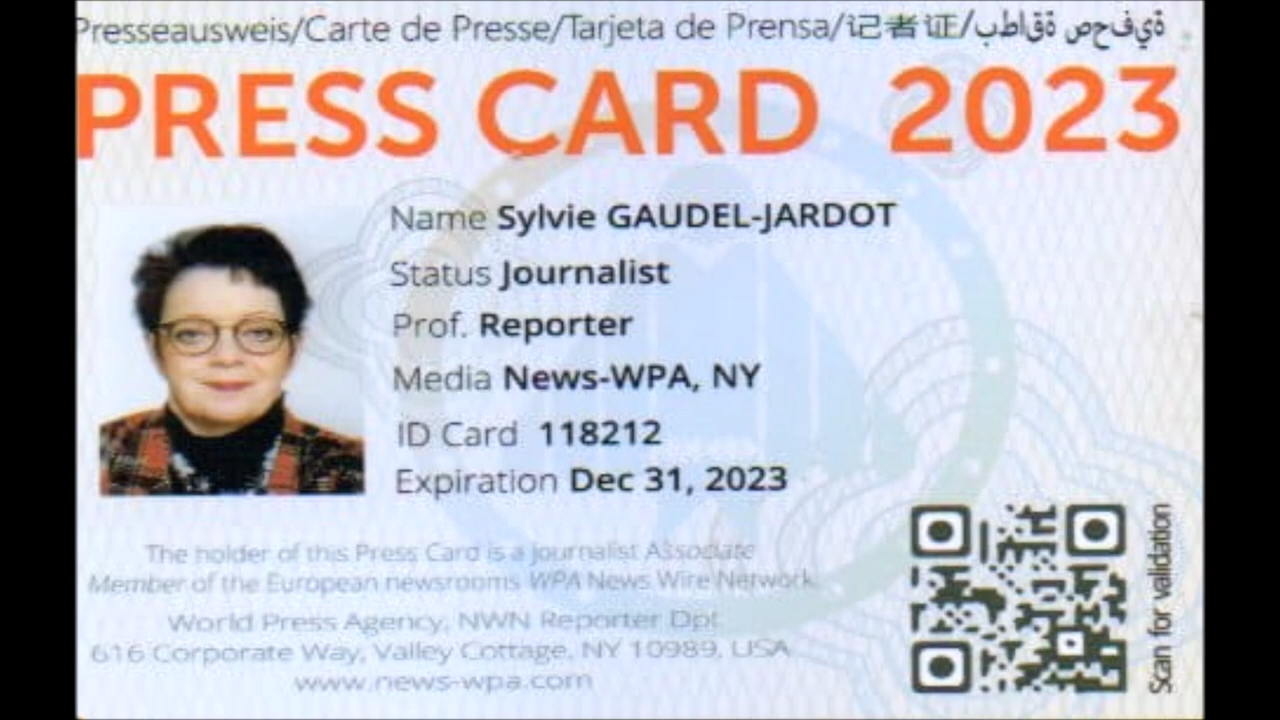 Presseausweis/Carte de Presse/Tarjeta de Prensa/记者证/ةيفحص ةقاطب
PRESS CARD 2023
Name Sylvie GAUDEL-JARDOT
Status Journalist
Prof. Reporter
Media News-WPA, NY
ID Card 118212
Expiration Dec 31, 2023
The holder of this Press Card is a journalist Associate
Member of the European newsrooms WPA News Wire Network.
World Press Agency, NWN Reporter Dpt.
616 Corporate Way, Valley Cottage, NY 10989, USA
www.news-wpa.com
Scan for validation